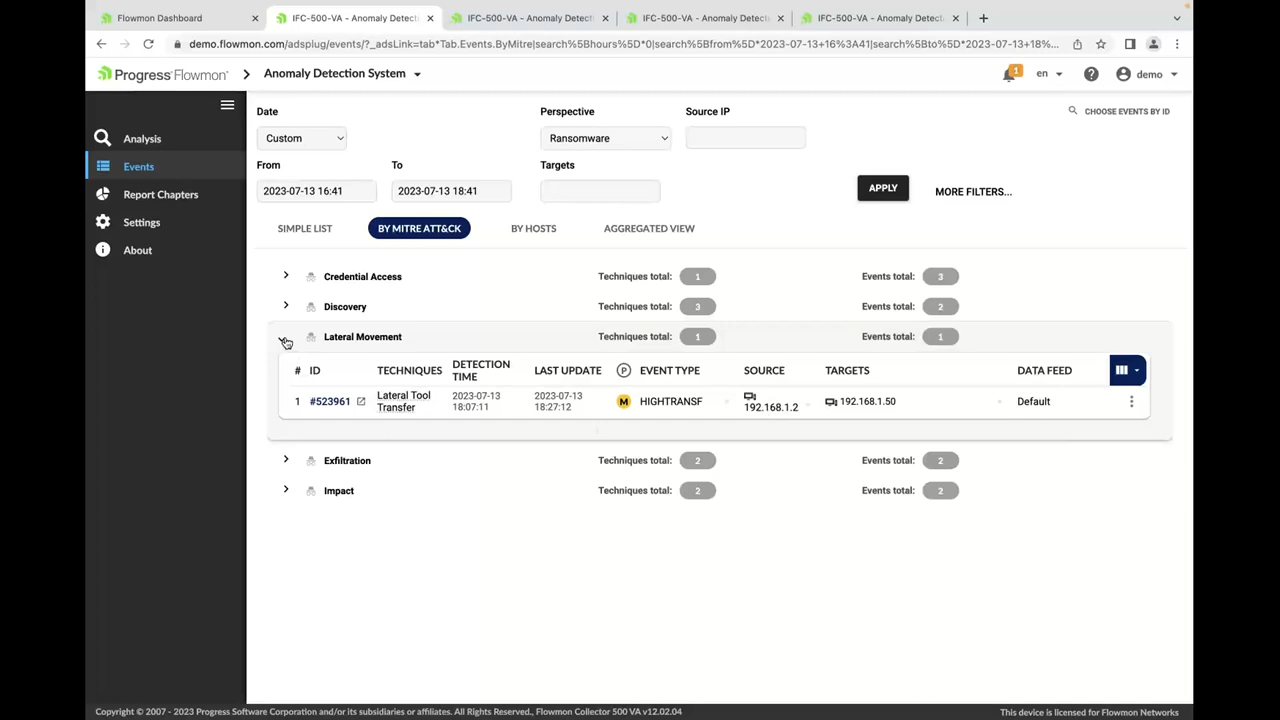 Flowmon Dashboard
IFC-500-VA - Anomaly Detecti
IFC-500-VA - Anomaly Detecti
IFC-500-VA - Anomaly Detec
IFC-500-VA - Anomaly Detec
demo.flowmon.com/adsplug/events/?_adsLink=tab*Tab.Events.ByMitre|search%5Bhours%5D*0|search%5Bfrom%5D*2023-07-13+16%3A41|search%5Bto%5D*2023-07-13+18%...
Progress Flowmon
Anomaly Detection System
1
en
demo
Analysis
Events
Report Chapters
Settings
About
Date
Perspective
Source IP
CHOOSE EVENTS BY ID
Custom
Ransomware
From
To
Targets
2023-07-13 16:41
2023-07-13 18:41
APPLY
MORE FILTERS...
SIMPLE LIST
BY MITRE ATT&CK
BY HOSTS
AGGREGATED VIEW
Credential Access Techniques total: 1 Events total: 3
Discovery Techniques total: 3 Events total: 2
Lateral Movement Techniques total: 1 Events total: 1
# ID TECHNIQUES DETECTION TIME LAST UPDATE P EVENT TYPE SOURCE TARGETS DATA FEED
1 #523961 Lateral Tool Transfer 2023-07-13 18:07:11 2023-07-13 18:27:12 M HIGHTRANSF 192.168.1.2 192.168.1.50 Default
Exfiltration Techniques total: 2 Events total: 2
Impact Techniques total: 2 Events total: 2
Copyright © 2007 - 2023 Progress Software Corporation and/or its subsidiaries or affiliates. All Rights Reserved., Flowmon Collector 500 VA v12.02.04
This device is licensed for Flowmon Networks